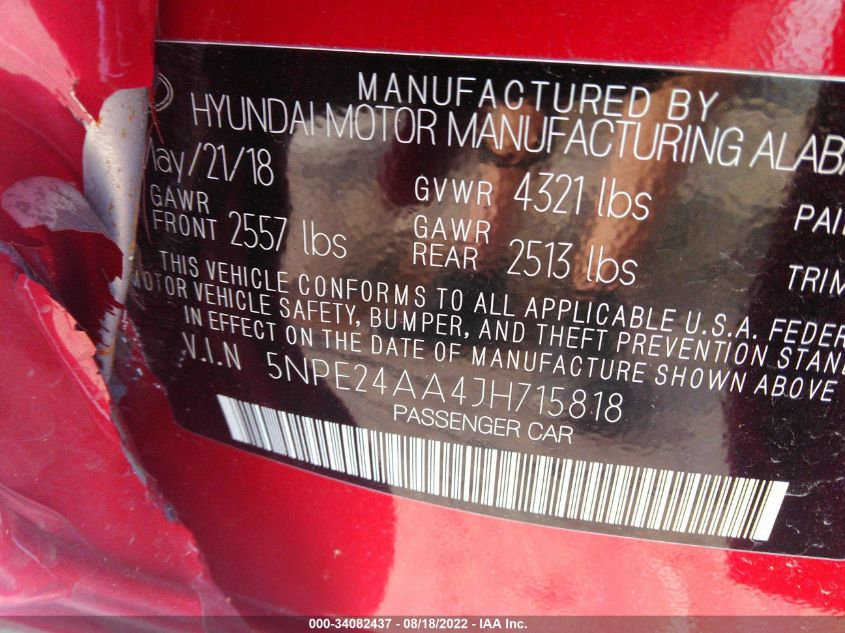 MANUFACTURED BY
HYUNDAI MOTOR MANUFACTURING ALABA
May/21/18
GVWR 4321 lbs
PAI
GAWR FRONT 2557 lbs
GAWR REAR 2513 lbs
TRIM
THIS VEHICLE CONFORMS TO ALL APPLICABLE U.S.A. FEDER
MOTOR VEHICLE SAFETY, BUMPER, AND THEFT PREVENTION STAND
IN EFFECT ON THE DATE OF MANUFACTURE SHOWN ABOVE
V.I.N 5NPE24AA4JH715818
PASSENGER CAR
000-34082437 - 08/18/2022 - IAA Inc.